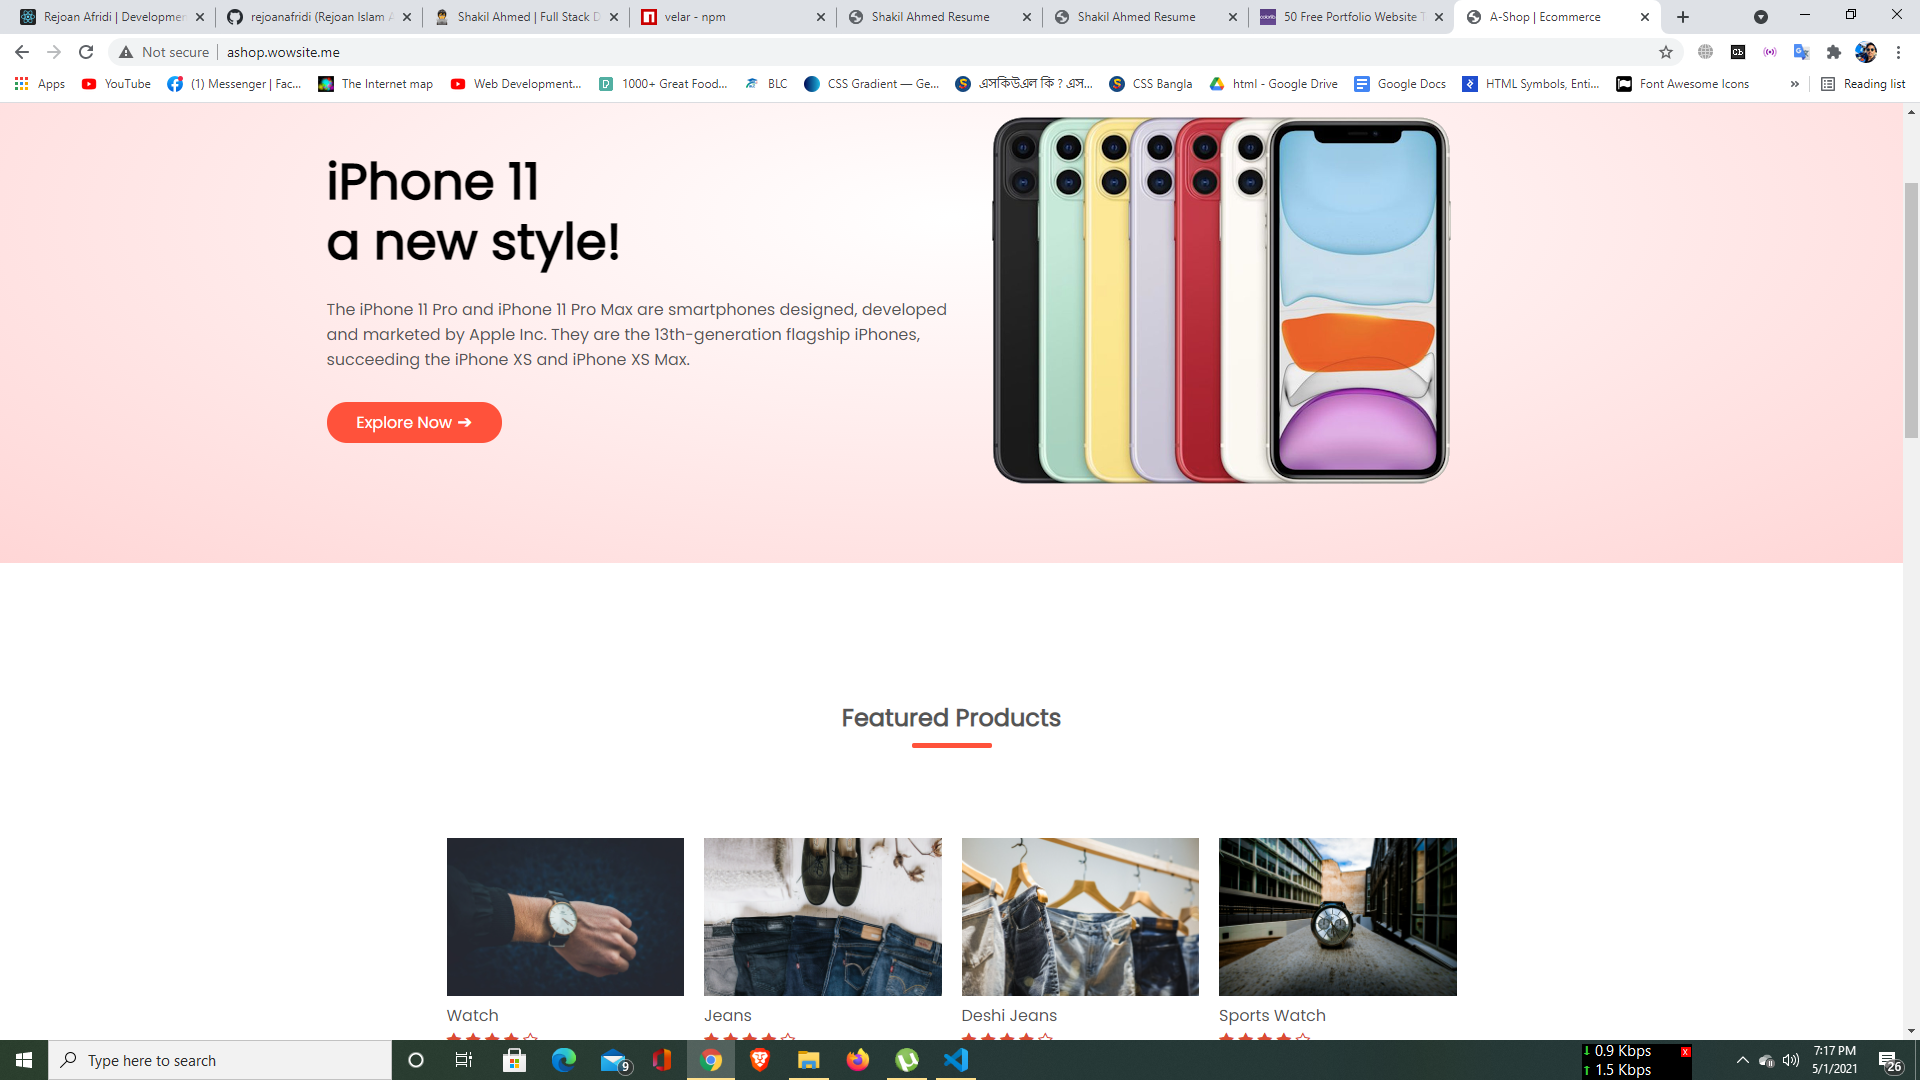 Rejoan Afridi | Developmen
rejoanafridi (Rejoan Islam A
Shakil Ahmed | Full Stack D
velar - npm
Shakil Ahmed Resume
Shakil Ahmed Resume
50 Free Portfolio Website T
A-Shop | Ecommerce
Not secure
ashop.wowsite.me
Apps
YouTube
(1) Messenger | Fac...
The Internet map
Web Development...
1000+ Great Food...
BLC
CSS Gradient — Ge...
এসকিউএল কি ? এস...
CSS Bangla
html - Google Drive
Google Docs
HTML Symbols, Enti...
Font Awesome Icons
»
Reading list
iPhone 11
a new style!
The iPhone 11 Pro and iPhone 11 Pro Max are smartphones designed, developed
and marketed by Apple Inc. They are the 13th-generation flagship iPhones,
succeeding the iPhone XS and iPhone XS Max.
Explore Now ➔
Featured Products
Watch
Jeans
Deshi Jeans
Sports Watch
Type here to search
9
0.9 Kbps
1.5 Kbps
7:17 PM
5/1/2021
26